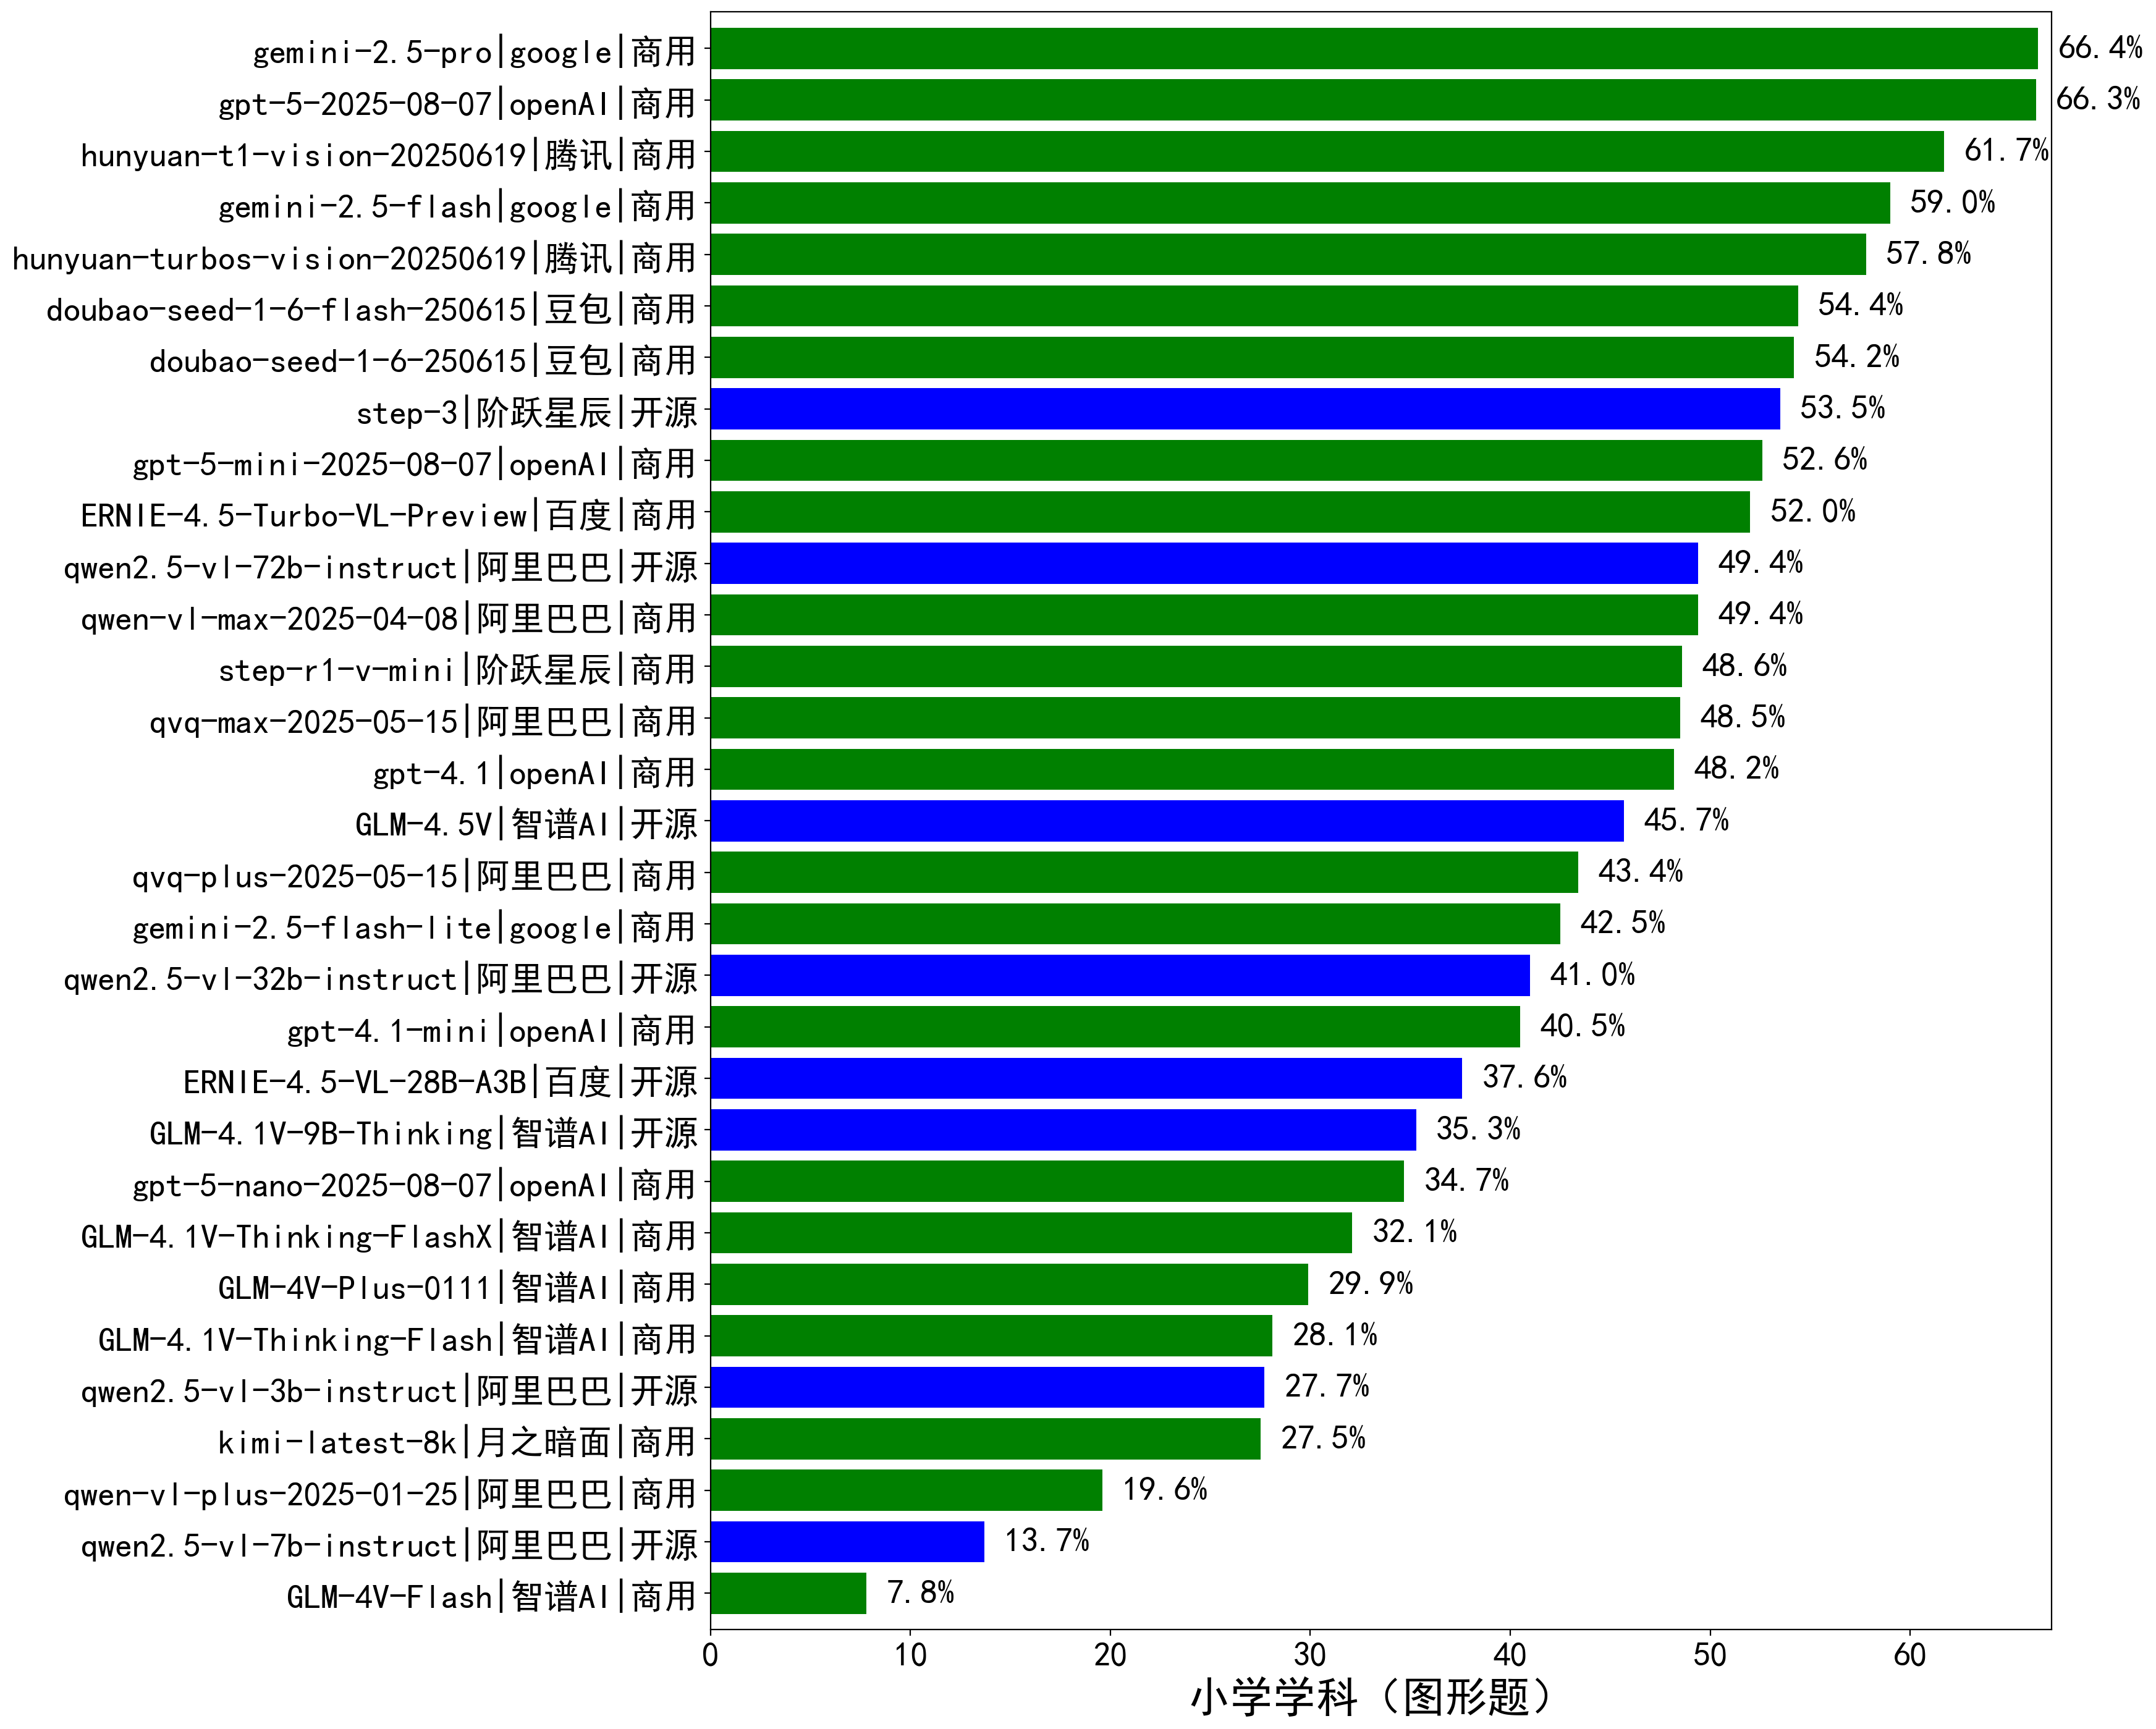 gemini-2.5-pro|google|商用 66.4%
gpt-5-2025-08-07|openAI|商用 66.3%
hunyuan-t1-vision-20250619|腾讯|商用 61.7%
gemini-2.5-flash|google|商用 59.0%
hunyuan-turbos-vision-20250619|腾讯|商用 57.8%
doubao-seed-1-6-flash-250615|豆包|商用 54.4%
doubao-seed-1-6-250615|豆包|商用 54.2%
step-3|阶跃星辰|开源 53.5%
gpt-5-mini-2025-08-07|openAI|商用 52.6%
ERNIE-4.5-Turbo-VL-Preview|百度|商用 52.0%
qwen2.5-vl-72b-instruct|阿里巴巴|开源 49.4%
qwen-vl-max-2025-04-08|阿里巴巴|商用 49.4%
step-r1-v-mini|阶跃星辰|商用 48.6%
qvq-max-2025-05-15|阿里巴巴|商用 48.5%
gpt-4.1|openAI|商用 48.2%
GLM-4.5V|智谱AI|开源 45.7%
qvq-plus-2025-05-15|阿里巴巴|商用 43.4%
gemini-2.5-flash-lite|google|商用 42.5%
qwen2.5-vl-32b-instruct|阿里巴巴|开源 41.0%
gpt-4.1-mini|openAI|商用 40.5%
ERNIE-4.5-VL-28B-A3B|百度|开源 37.6%
GLM-4.1V-9B-Thinking|智谱AI|开源 35.3%
gpt-5-nano-2025-08-07|openAI|商用 34.7%
GLM-4.1V-Thinking-FlashX|智谱AI|商用 32.1%
GLM-4V-Plus-0111|智谱AI|商用 29.9%
GLM-4.1V-Thinking-Flash|智谱AI|商用 28.1%
qwen2.5-vl-3b-instruct|阿里巴巴|开源 27.7%
kimi-latest-8k|月之暗面|商用 27.5%
qwen-vl-plus-2025-01-25|阿里巴巴|商用 19.6%
qwen2.5-vl-7b-instruct|阿里巴巴|开源 13.7%
GLM-4V-Flash|智谱AI|商用 7.8%
0 10 20 30 40 50 60
小学学科（图形题）